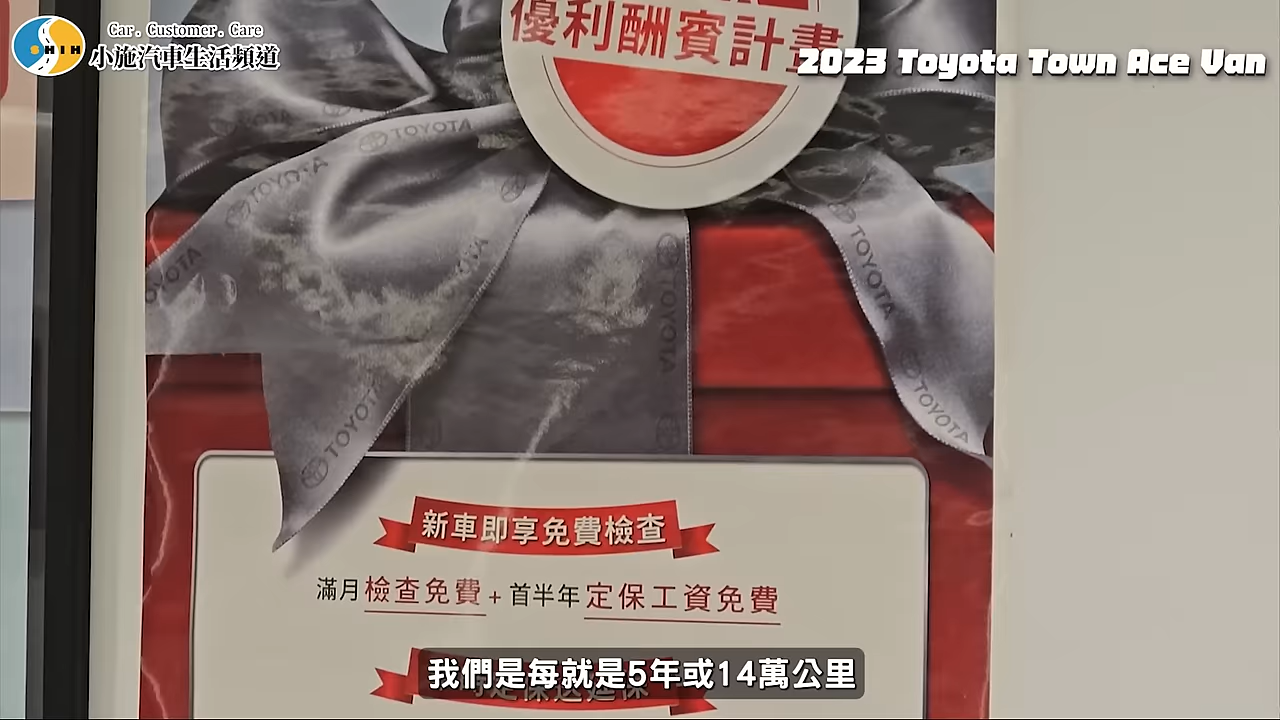 Car. Customer. Care
SHIH
小施汽車生活頻道
2023 Toyota Town Ace Van
優利酬賓計畫
TOYOTA
TOYOTA
TOYOTA
TOYOTA
TOYOTA
TOYOTA
TOYOTA
新車即享免費檢查
滿月檢查免費+首半年定保工資免費
我們是每就是5年或14萬公里